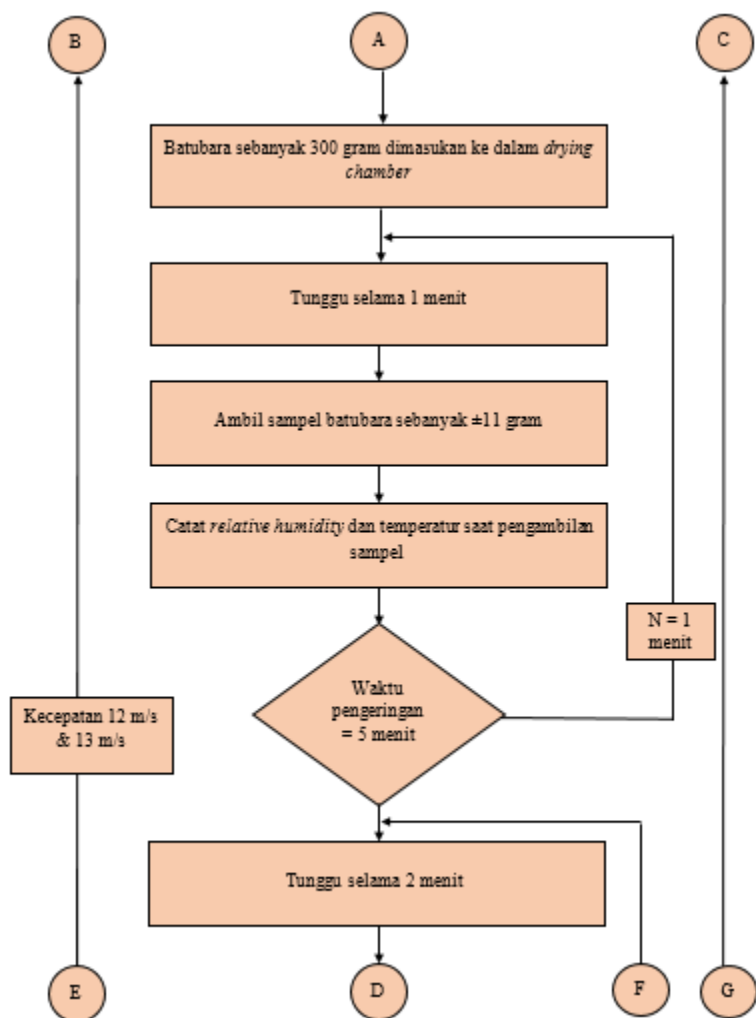 B
A
C
Batubara sebanyak 300 gram dimasukan ke dalam drying
chamber
Tunggu selama 1 menit
Ambil sampel batubara sebanyak ±11 gram
Catat relative humidity dan temperatur saat pengambilan
sampel
N = 1
menit
Waktu
pengeringan
= 5 menit
Kecepatan 12 m/s
& 13 m/s
Tunggu selama 2 menit
E
D
F
G